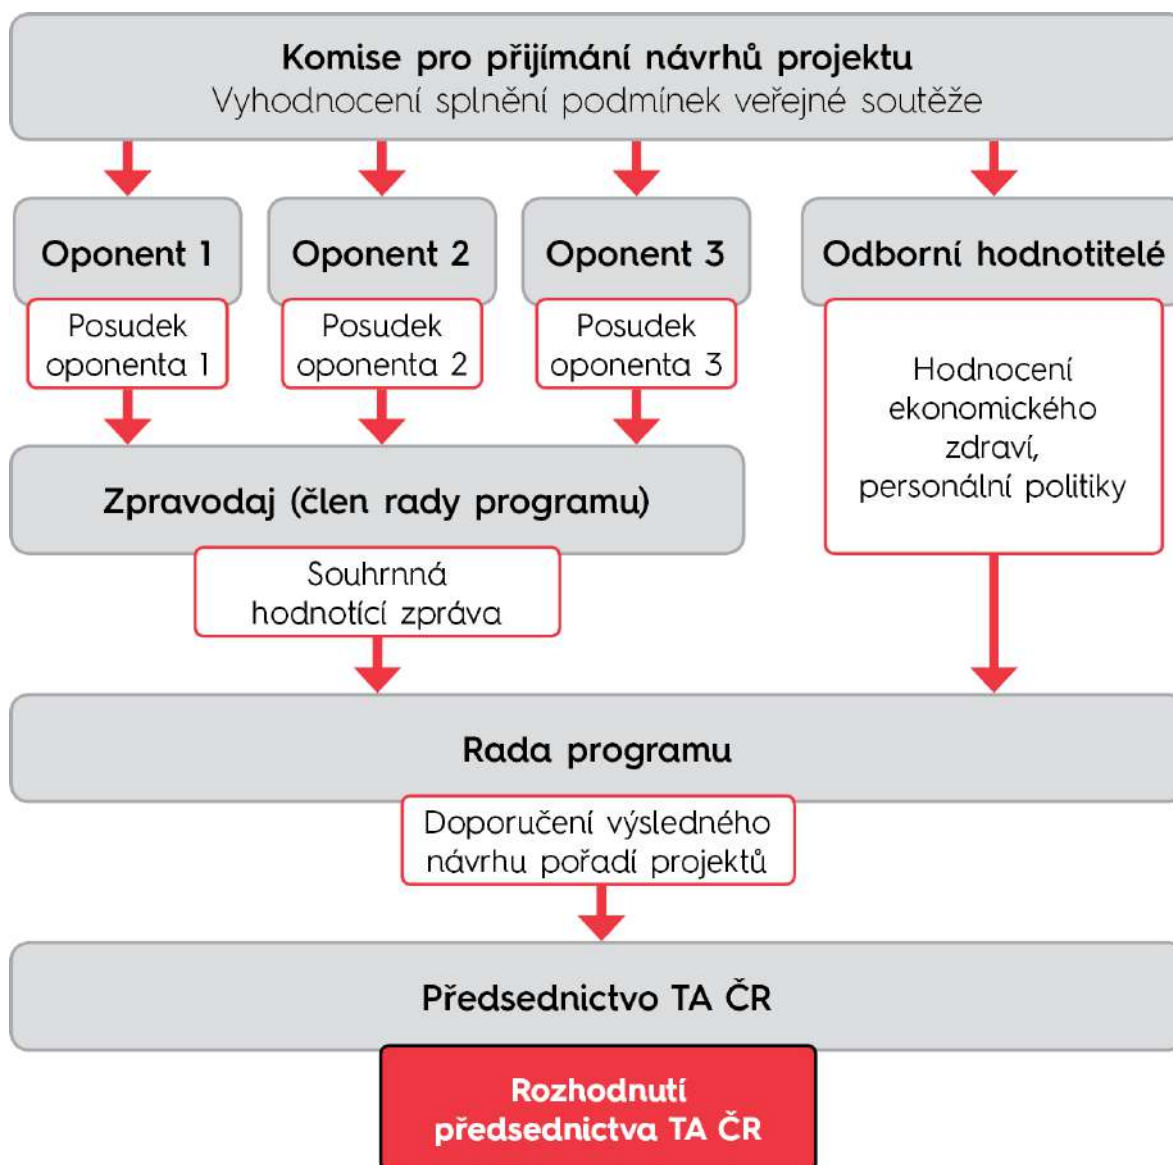 Komise pro přijímání návrhů projektu
Vyhodnocení splnění podmínek veřejné soutěže
Oponent 1
Oponent 2
Oponent 3
Odborní hodnotitelé
Posudek
oponenta 1
Posudek
oponenta 2
Posudek
oponenta 3
Hodnocení
ekonomického
zdraví,
personální politiky
Zpravodaj (člen rady programu)
Souhrnná
hodnotící zpráva
Rada programu
Doporučení výsledného
návrhu pořadí projektů
Předsednictvo TA ČR
Rozhodnutí
předsednictva TA ČR